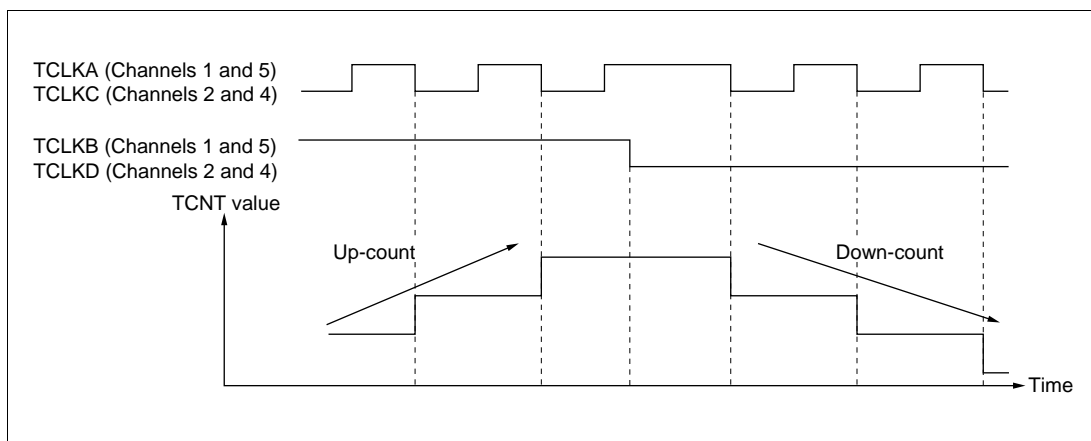 TCLKA (Channels 1 and 5)
TCLKC (Channels 2 and 4)
TCLKB (Channels 1 and 5)
TCLKD (Channels 2 and 4)
TCNT value
Up-count
Down-count
Time